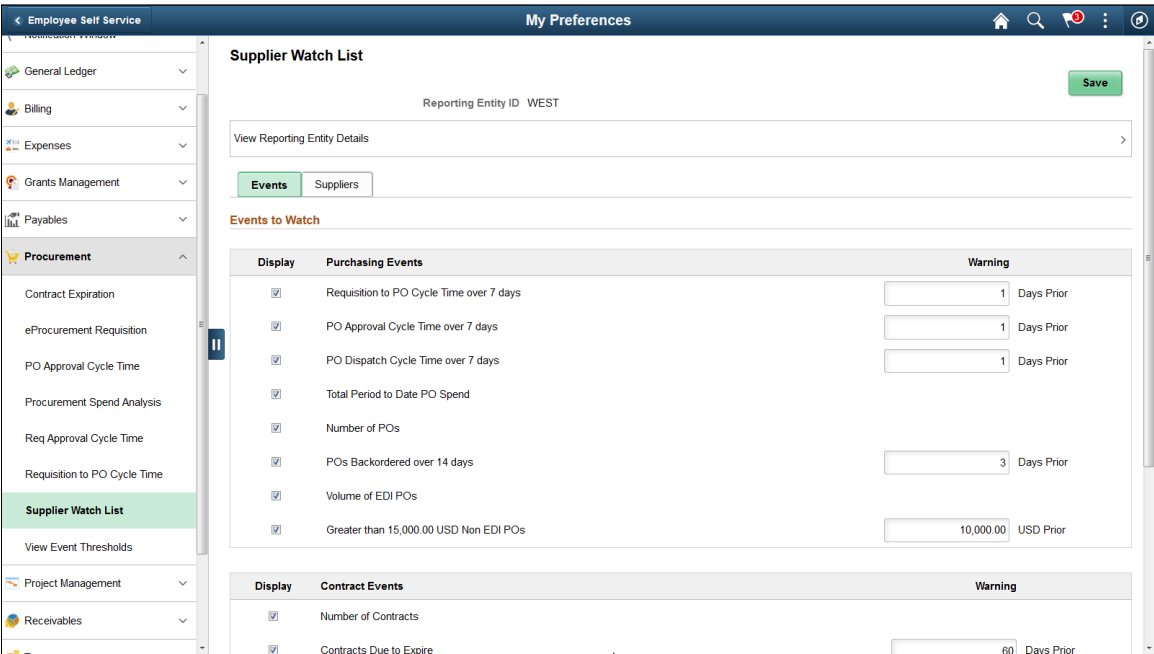 Employee Self Service
My Preferences
3
Notification Window
General Ledger
Billing
Expenses
Grants Management
Payables
Procurement
Contract Expiration
eProcurement Requisition
PO Approval Cycle Time
Procurement Spend Analysis
Req Approval Cycle Time
Requisition to PO Cycle Time
Supplier Watch List
View Event Thresholds
Project Management
Receivables
Supplier Watch List
Save
Reporting Entity ID WEST
View Reporting Entity Details
Events Suppliers
Events to Watch
Display Purchasing Events Warning
Requisition to PO Cycle Time over 7 days 1 Days Prior
PO Approval Cycle Time over 7 days 1 Days Prior
PO Dispatch Cycle Time over 7 days 1 Days Prior
Total Period to Date PO Spend
Number of POs
POs Backordered over 14 days 3 Days Prior
Volume of EDI POs
Greater than 15,000.00 USD Non EDI POs 10,000.00 USD Prior
Display Contract Events Warning
Number of Contracts
Contracts Due to Expire 60 Days Prior